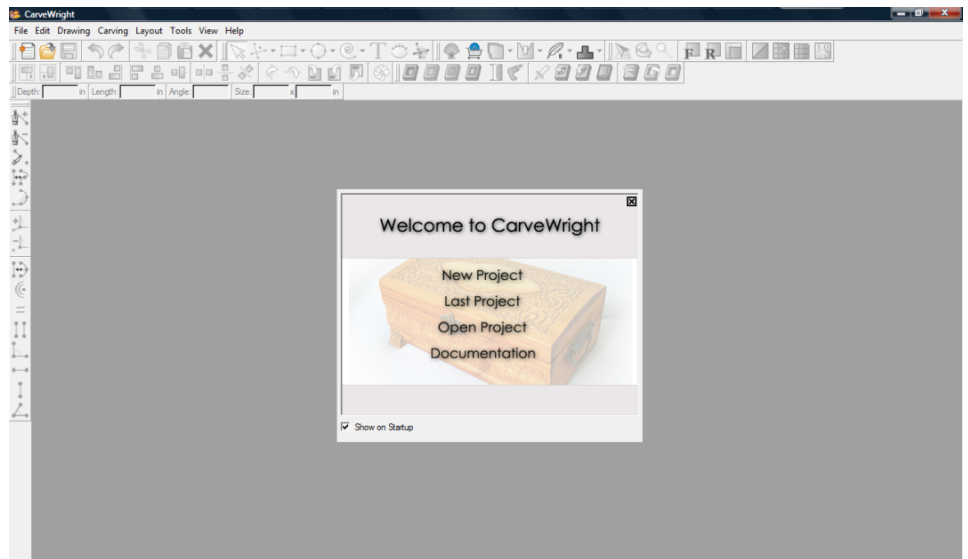 CarveWright
File Edit Drawing Carving Layout Tools View Help
T F R
Depth: in Length: in Angle: Size: x in
Welcome to CarveWright
New Project
Last Project
Open Project
Documentation
Show on Startup